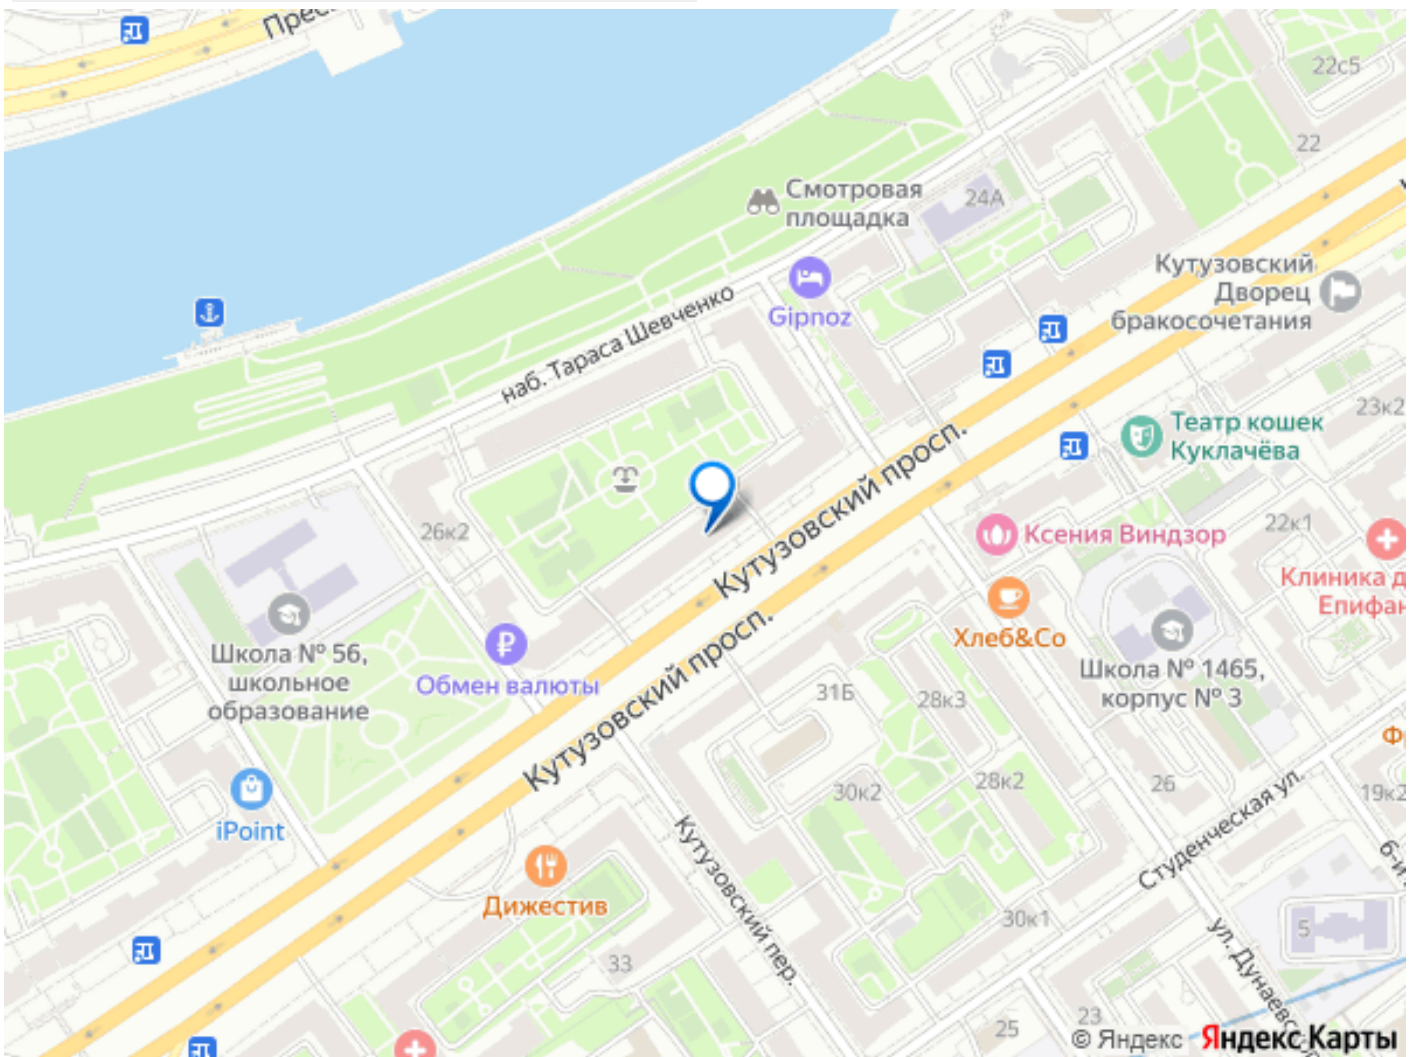 22с5
22
Смотровая
площадка
24А
Кутузовский
Дворец
бракосочетания
Gipnoz
наб. Тараса Шевченко
23к2
Театр кошек
Куклачёва
Кутузовский просп.
26к2
Ксения Виндзор
22к1
Клиника д
Епифан
Хлеб&Co
Школа № 56,
школьное
образование
Обмен валюты
Школа № 1465,
корпус № 3
31Б
28к3
Кутузовский просп.
iPoint
30к2
28к2
26
19к2
Студенческая ул.
Кутузовский пер.
Дижестив
30к1
5
33
ул. Дунаевс
25
23
© Яндекс Яндекс Карты